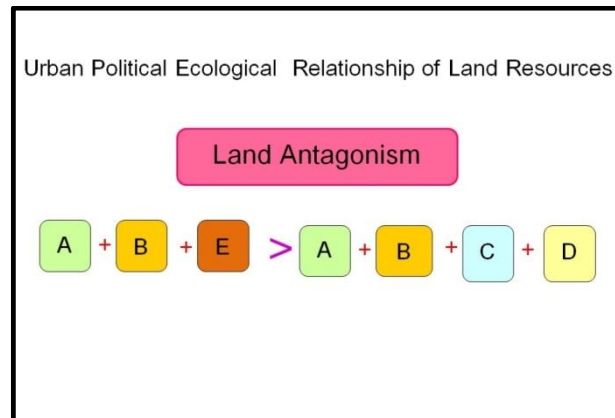 Urban Political Ecological Relationship of Land Resources
Land Antagonism
A + B + E > A + B + C + D